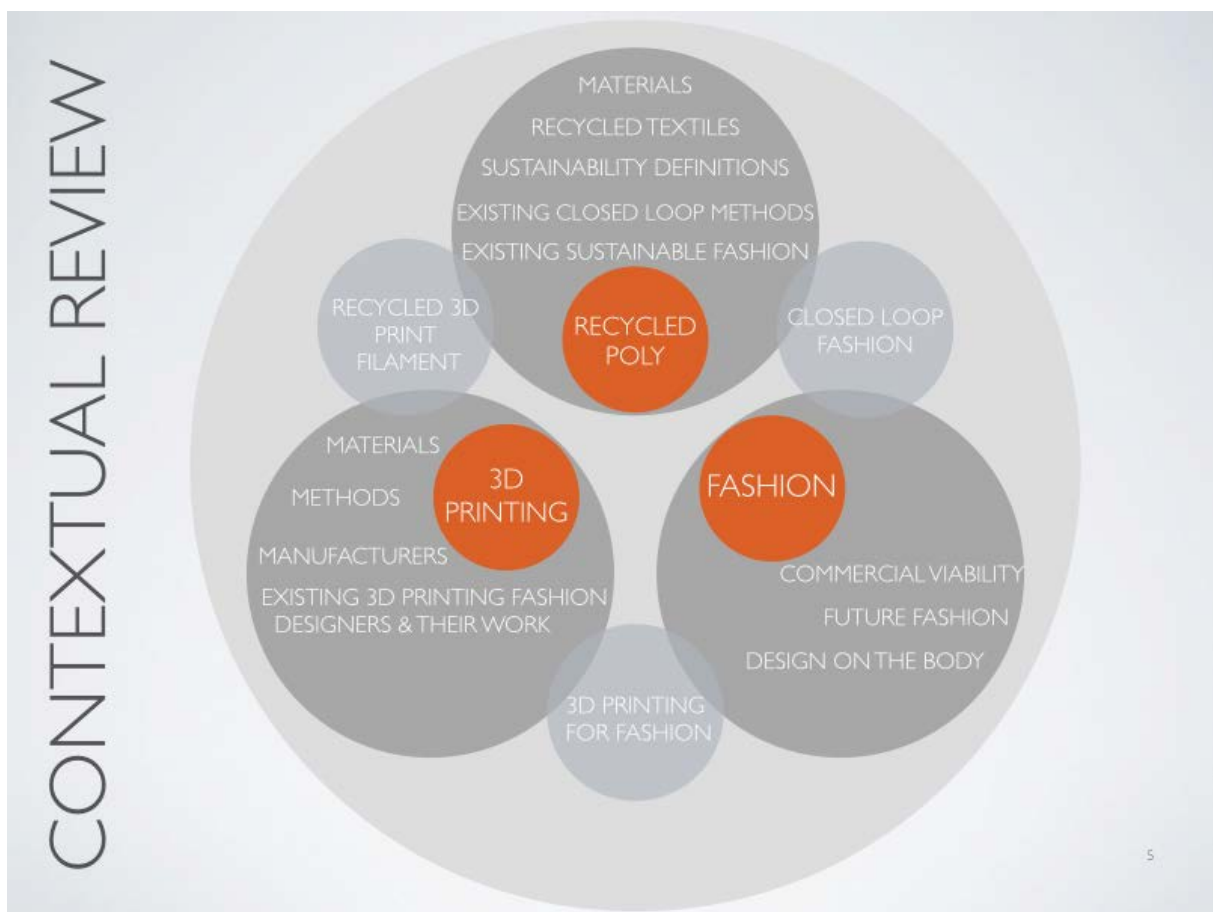 CONTEXTUAL REVIEW
MATERIALS
RECYCLED TEXTILES
SUSTAINABILITY DEFINITIONS
EXISTING CLOSED LOOP METHODS
EXISTING SUSTAINABLE FASHION
RECYCLED
POLY
RECYCLED 3D
PRINT
FILAMENT
CLOSED LOOP
FASHION
MATERIALS
METHODS
MANUFACTURERS
EXISTING 3D PRINTING FASHION
DESIGNERS & THEIR WORK
3D
PRINTING
FASHION
COMMERCIAL VIABILITY
FUTURE FASHION
DESIGN ON THE BODY
3D PRINTING
FOR FASHION
5